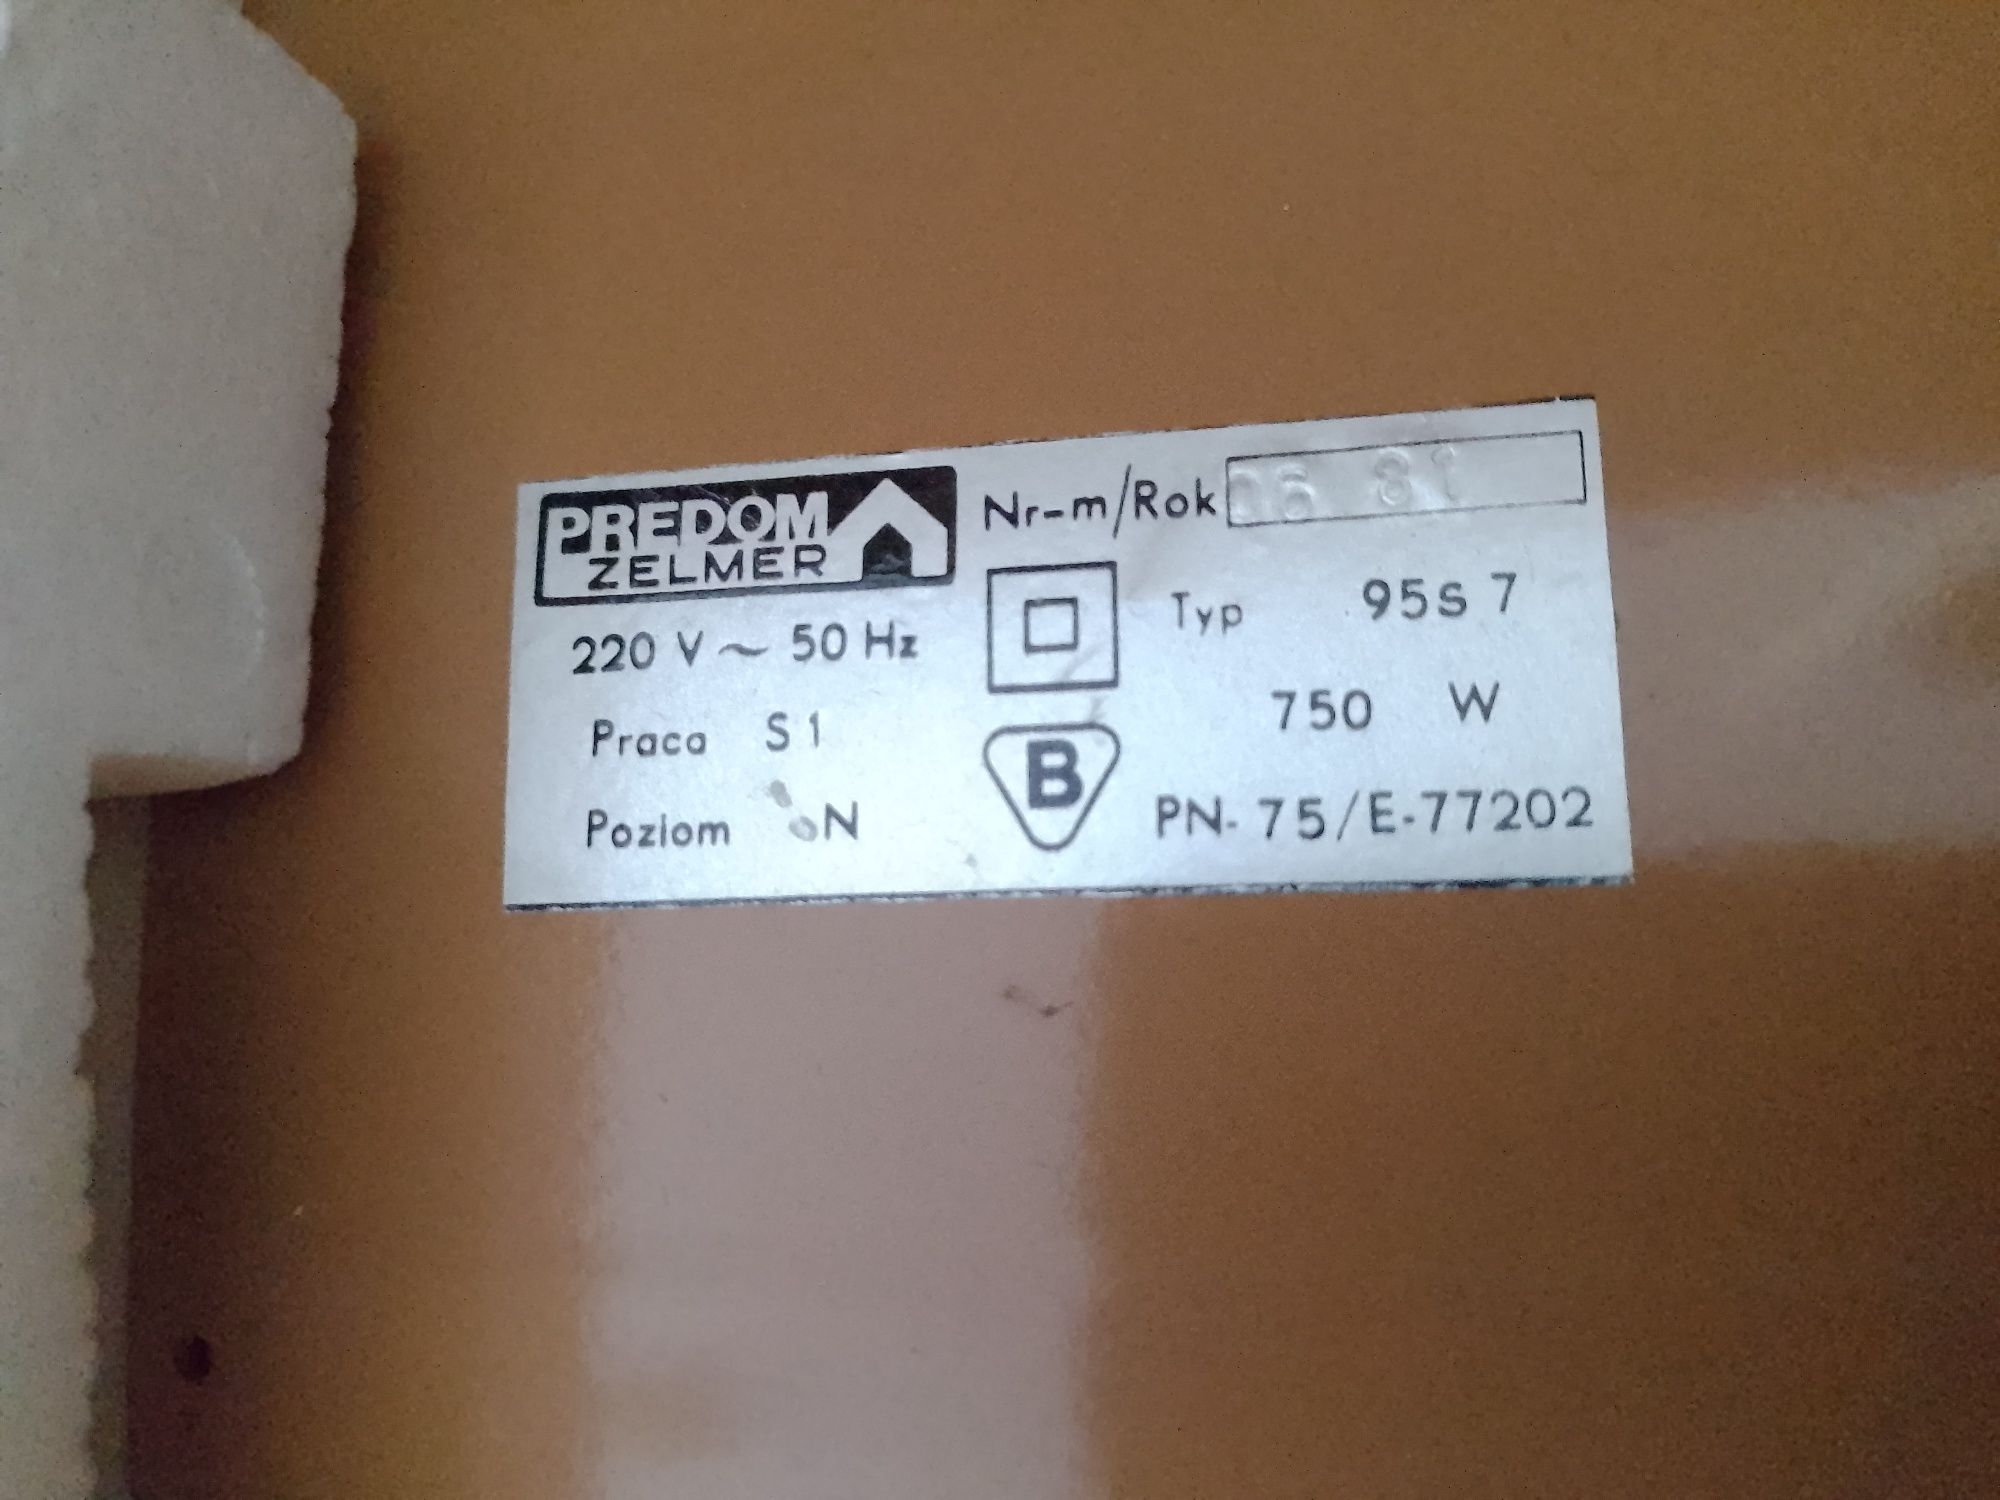 PREDOM
ZELMER
Nr-m/Rok 06 81
220 V ~ 50 Hz
Typ 95s 7
Praca S1
750 W
Poziom N
B
PN-75/E-77202